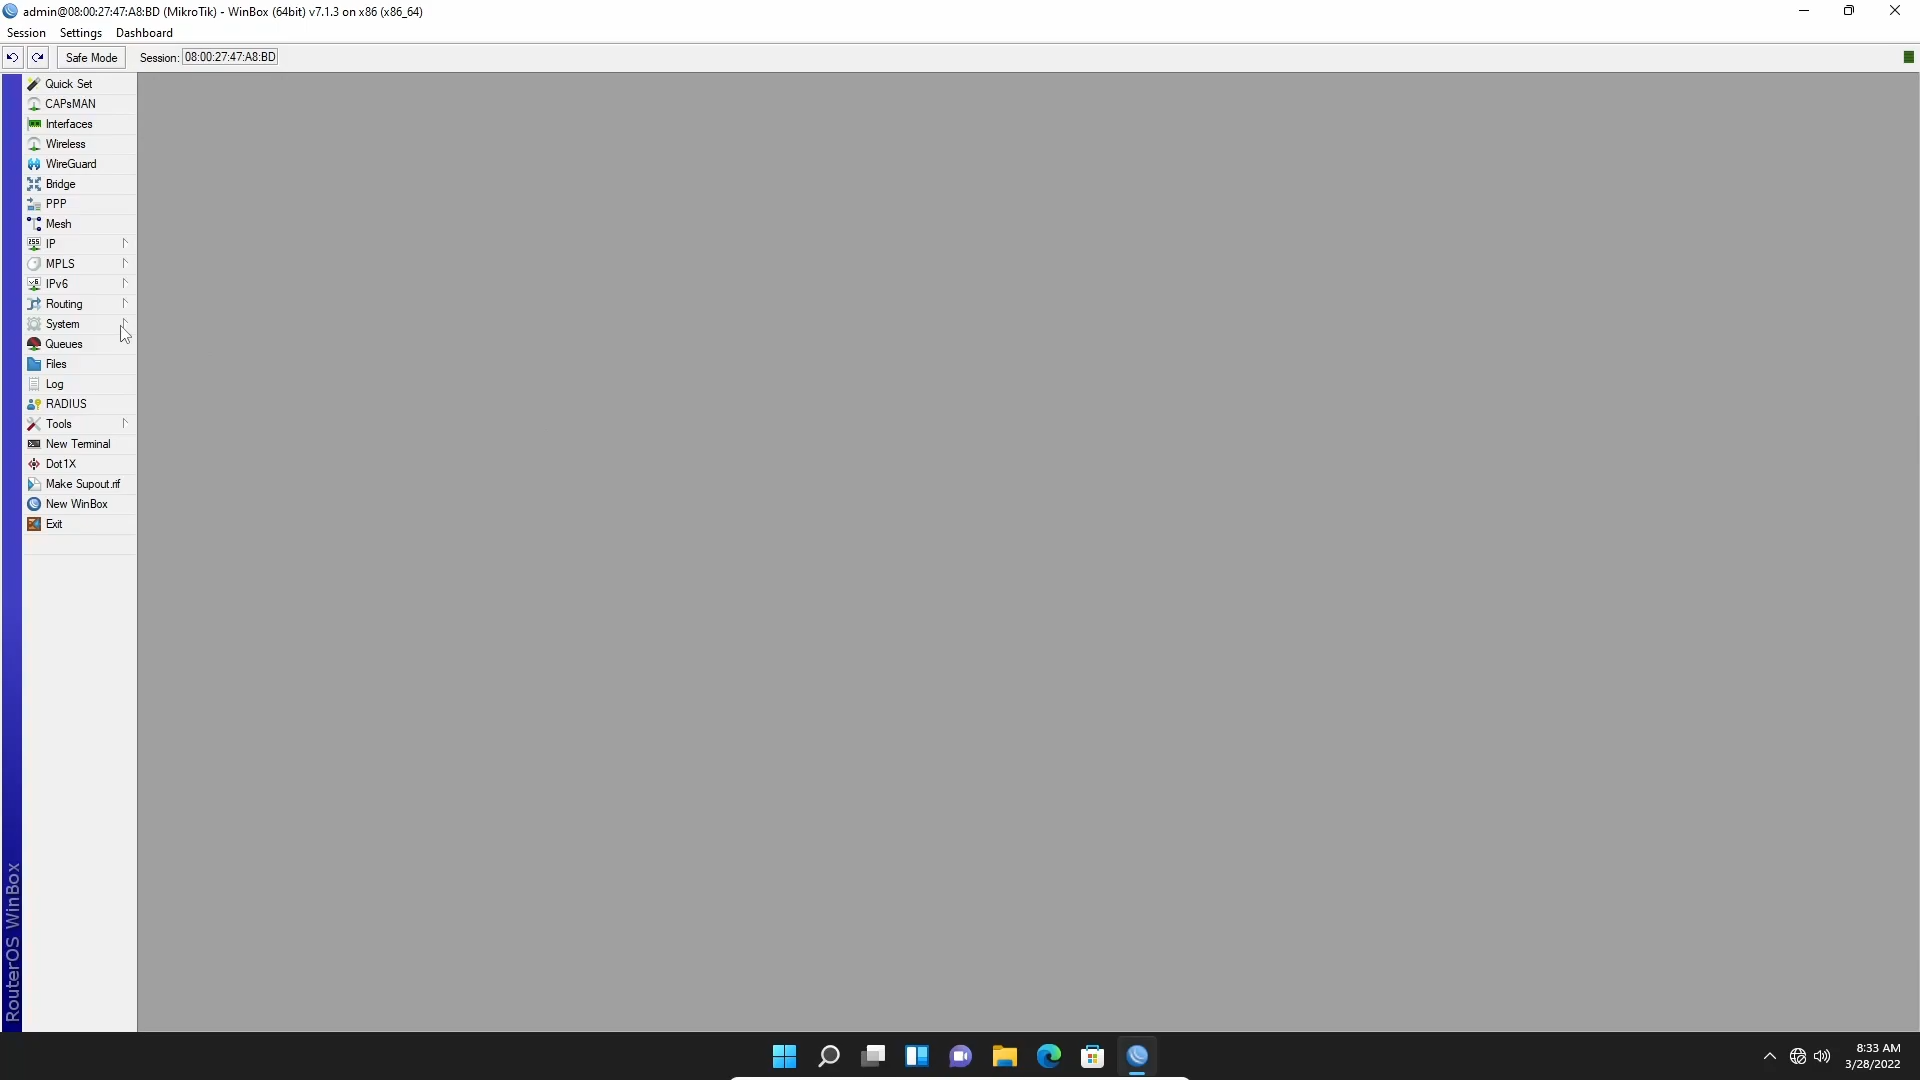 admin@08:00:27:47:A8:BD (MikroTik) - WinBox (64bit) v7.1.3 on x86 (x86_64)
Session Settings Dashboard
Safe Mode Session: 08:00:27:47:A8:BD
Quick Set
CAPsMAN
Interfaces
Wireless
WireGuard
Bridge
PPP
Mesh
255 IP
MPLS
v6 IPv6
Routing
System
Queues
Files
Log
RADIUS
Tools
New Terminal
Dot1X
Make Supout.rif
New WinBox
Exit
RouterOS WinBox
8:33 AM
3/28/2022